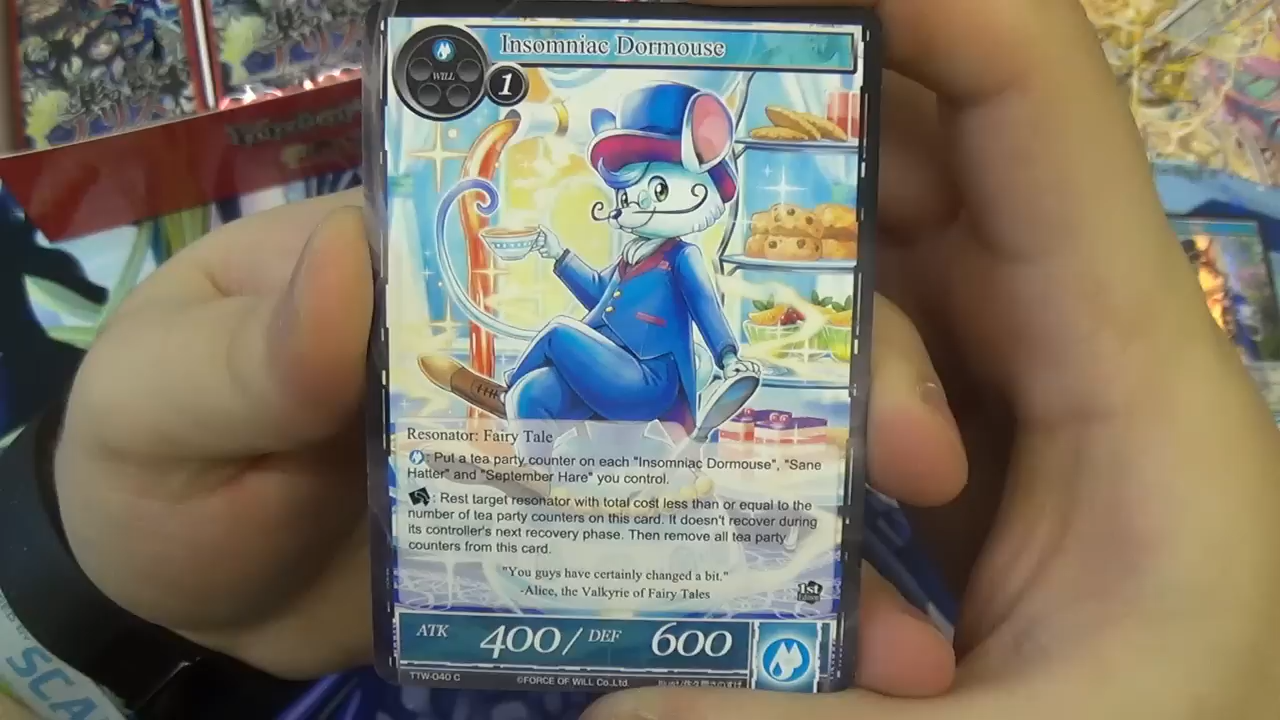 Insomniac Dormouse
WILL
1
Resonator: Fairy Tale
: Put a tea party counter on each "Insomniac Dormouse", "Sane
Hatter" and "September Hare" you control.
: Rest target resonator with total cost less than or equal to the
number of tea party counters on this card. It doesn't recover during
its controller's next recovery phase. Then remove all tea party
counters from this card.
"You guys have certainly changed a bit."
-Alice, the Valkyrie of Fairy Tales
1st
ATK 400/ DEF 600
TTW-040 C ©FORCE OF WILL Co.,Ltd.
SCA